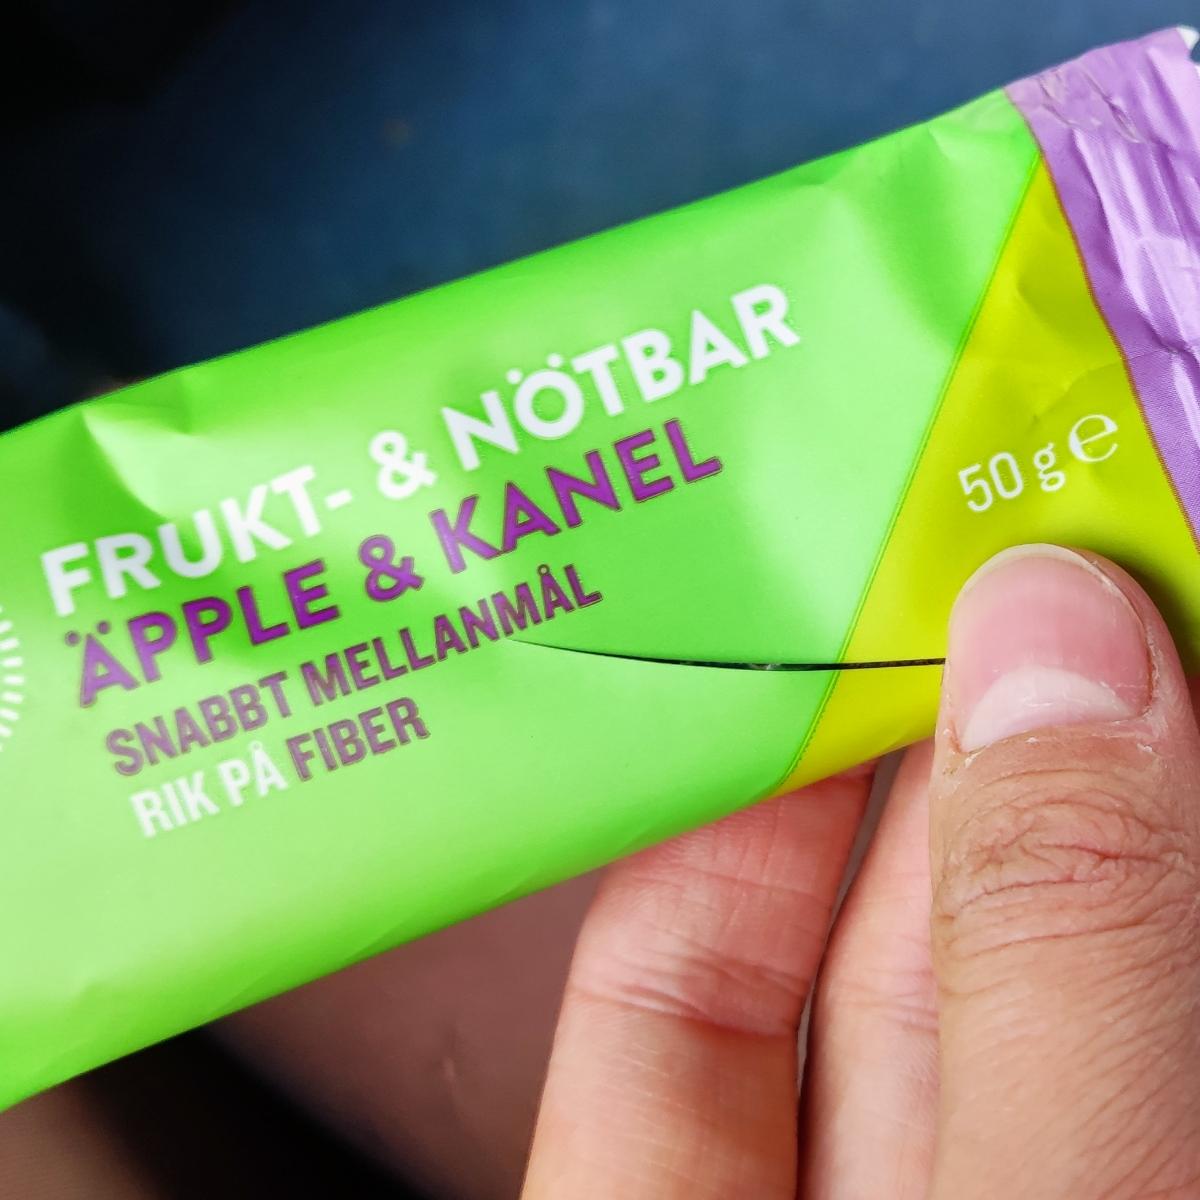 FRUKT- & NÖTBAR
ÄPPLE & KANEL
SNABBT MELLANMÅL
RIK PÅ FIBER
50 g ℮